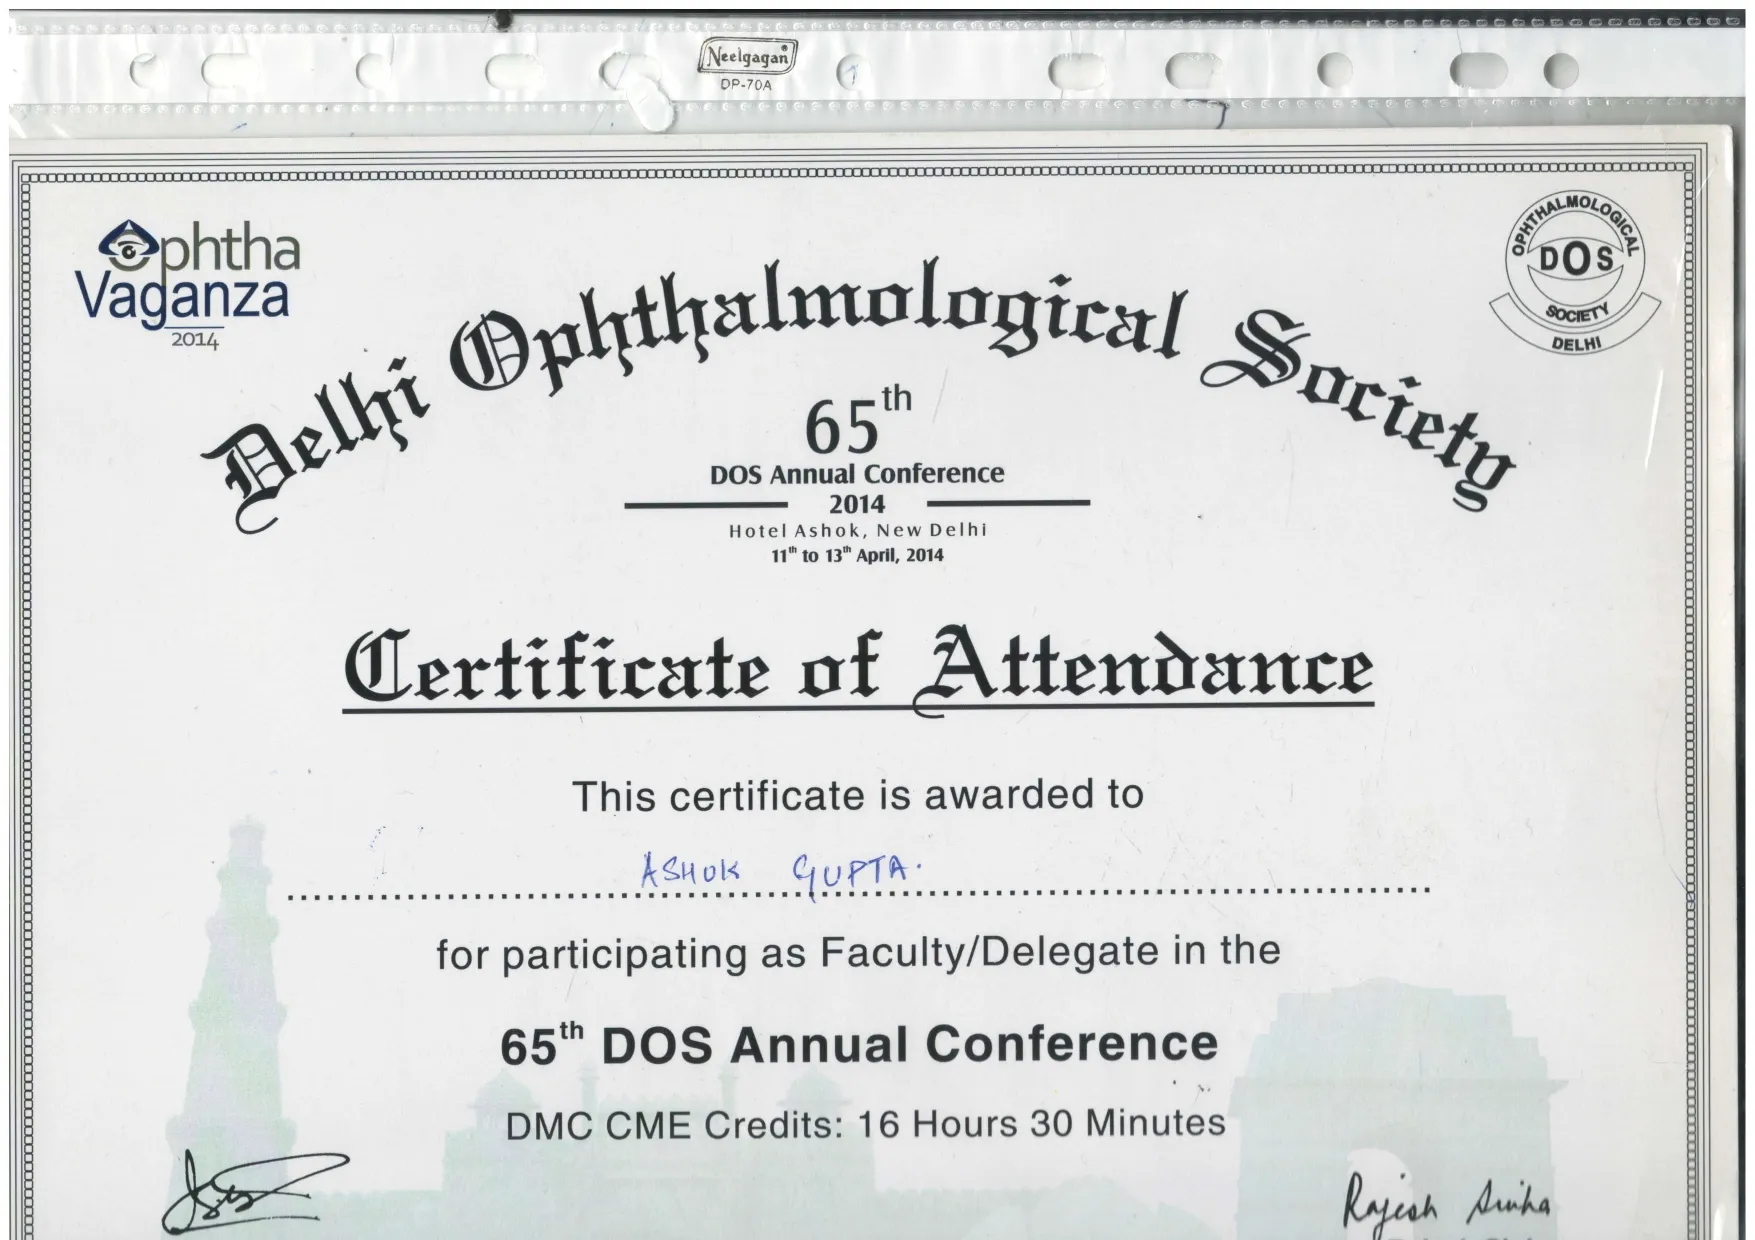 Neelgagan®
DP-70A
Ophtha
Vaganza
2014
OPHTHALMOLOGICAL
DOS
SOCIETY
DELHI
Delhi Ophthalmological Society
65th
DOS Annual Conference
2014
Hotel Ashok, New Delhi
11th to 13th April, 2014
Certificate of Attendance
This certificate is awarded to
ASHOK GUPTA.
for participating as Faculty/Delegate in the
65th DOS Annual Conference
DMC CME Credits: 16 Hours 30 Minutes
Rajesh Sinha